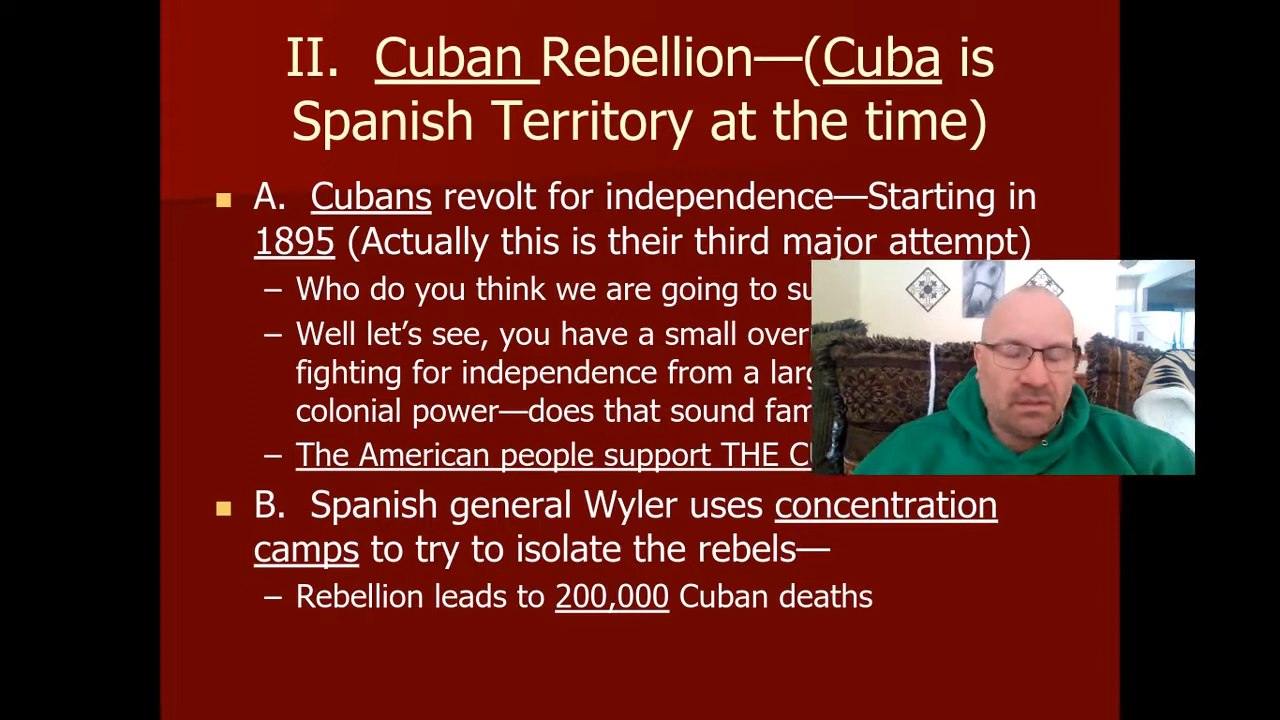 II. Cuban Rebellion—(Cuba is
Spanish Territory at the time)
A. Cubans revolt for independence—Starting in
1895 (Actually this is their third major attempt)
– Who do you think we are going to
– Well let’s see, you have a small
fighting for independence from a
colonial power—does that sound
– The American people support THE
B. Spanish general Wyler uses concentration
camps to try to isolate the rebels—
– Rebellion leads to 200,000 Cuban deaths